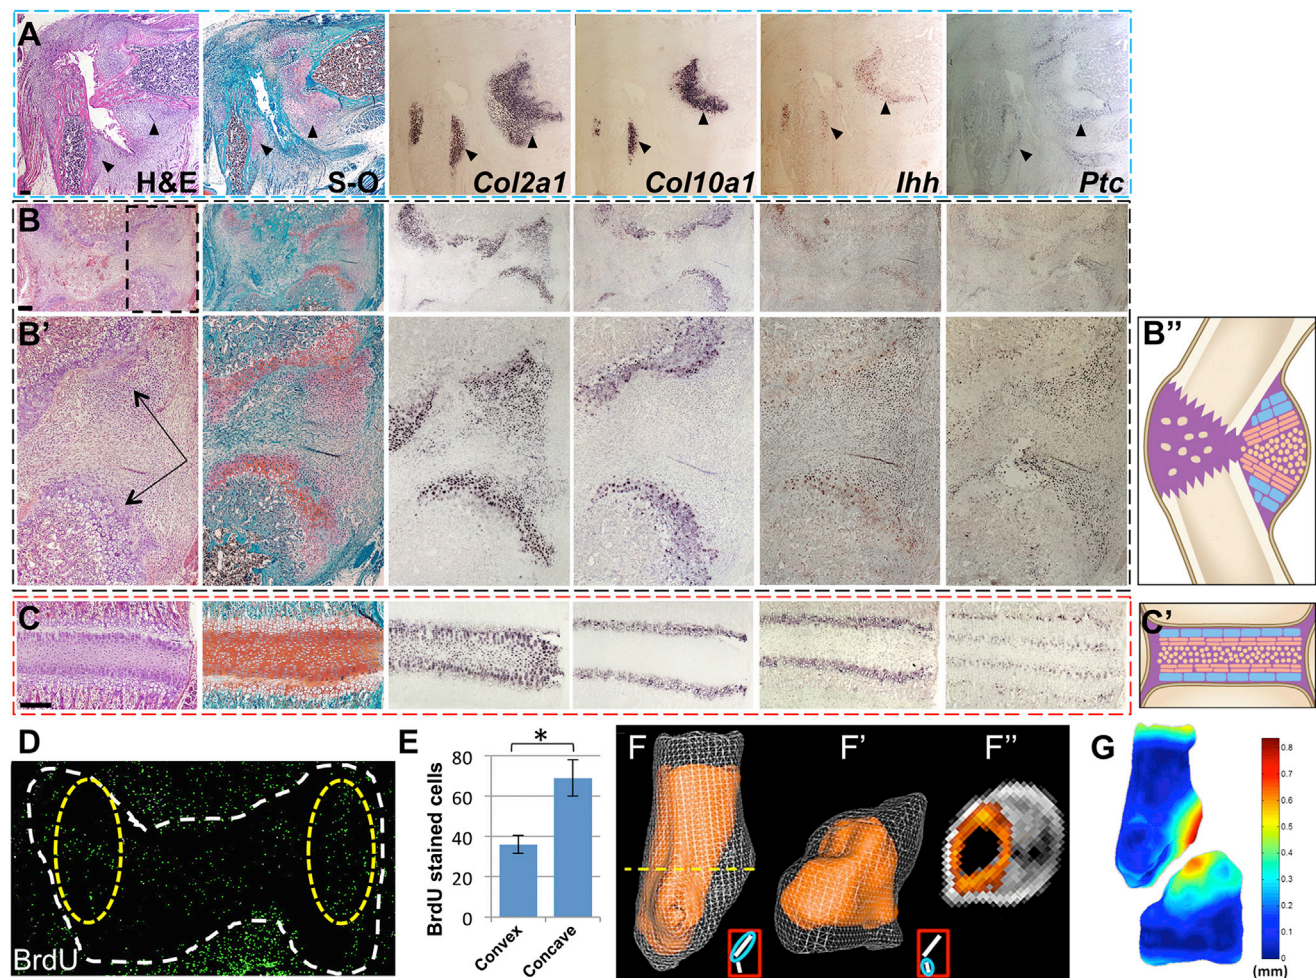 A
H&E
S-O
Col2a1
Col10a1
Ihh
Ptc
B
B’
B’’
C
C’
D
BrdU
E
*
BrdU stained cells
80
60
40
20
0
Convex
Concave
F
F’
F’’
G
0.8
0.7
0.6
0.5
0.4
0.3
0.2
0.1
0
(mm)